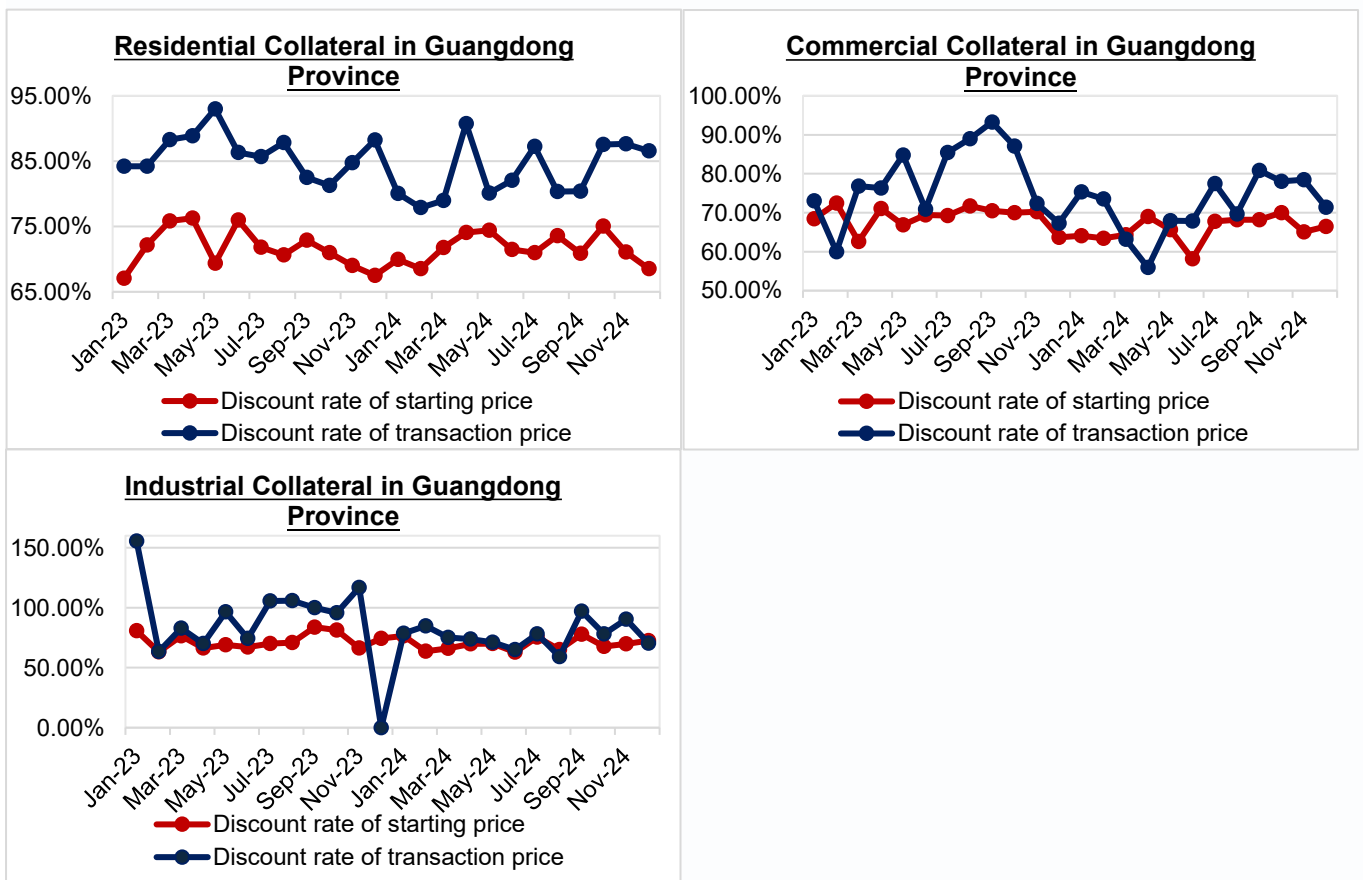 Residential Collateral in Guangdong
Province
95.00%
85.00%
75.00%
65.00%
Jan-23
Mar-23
May-23
Jul-23
Sep-23
Nov-23
Jan-24
Mar-24
May-24
Jul-24
Sep-24
Nov-24
Discount rate of starting price
Discount rate of transaction price
Commercial Collateral in Guangdong
Province
100.00%
90.00%
80.00%
70.00%
60.00%
50.00%
Jan-23
Mar-23
May-23
Jul-23
Sep-23
Nov-23
Jan-24
Mar-24
May-24
Jul-24
Sep-24
Nov-24
Discount rate of starting price
Discount rate of transaction price
Industrial Collateral in Guangdong
Province
150.00%
100.00%
50.00%
0.00%
Jan-23
Mar-23
May-23
Jul-23
Sep-23
Nov-23
Jan-24
Mar-24
May-24
Jul-24
Sep-24
Nov-24
Discount rate of starting price
Discount rate of transaction price